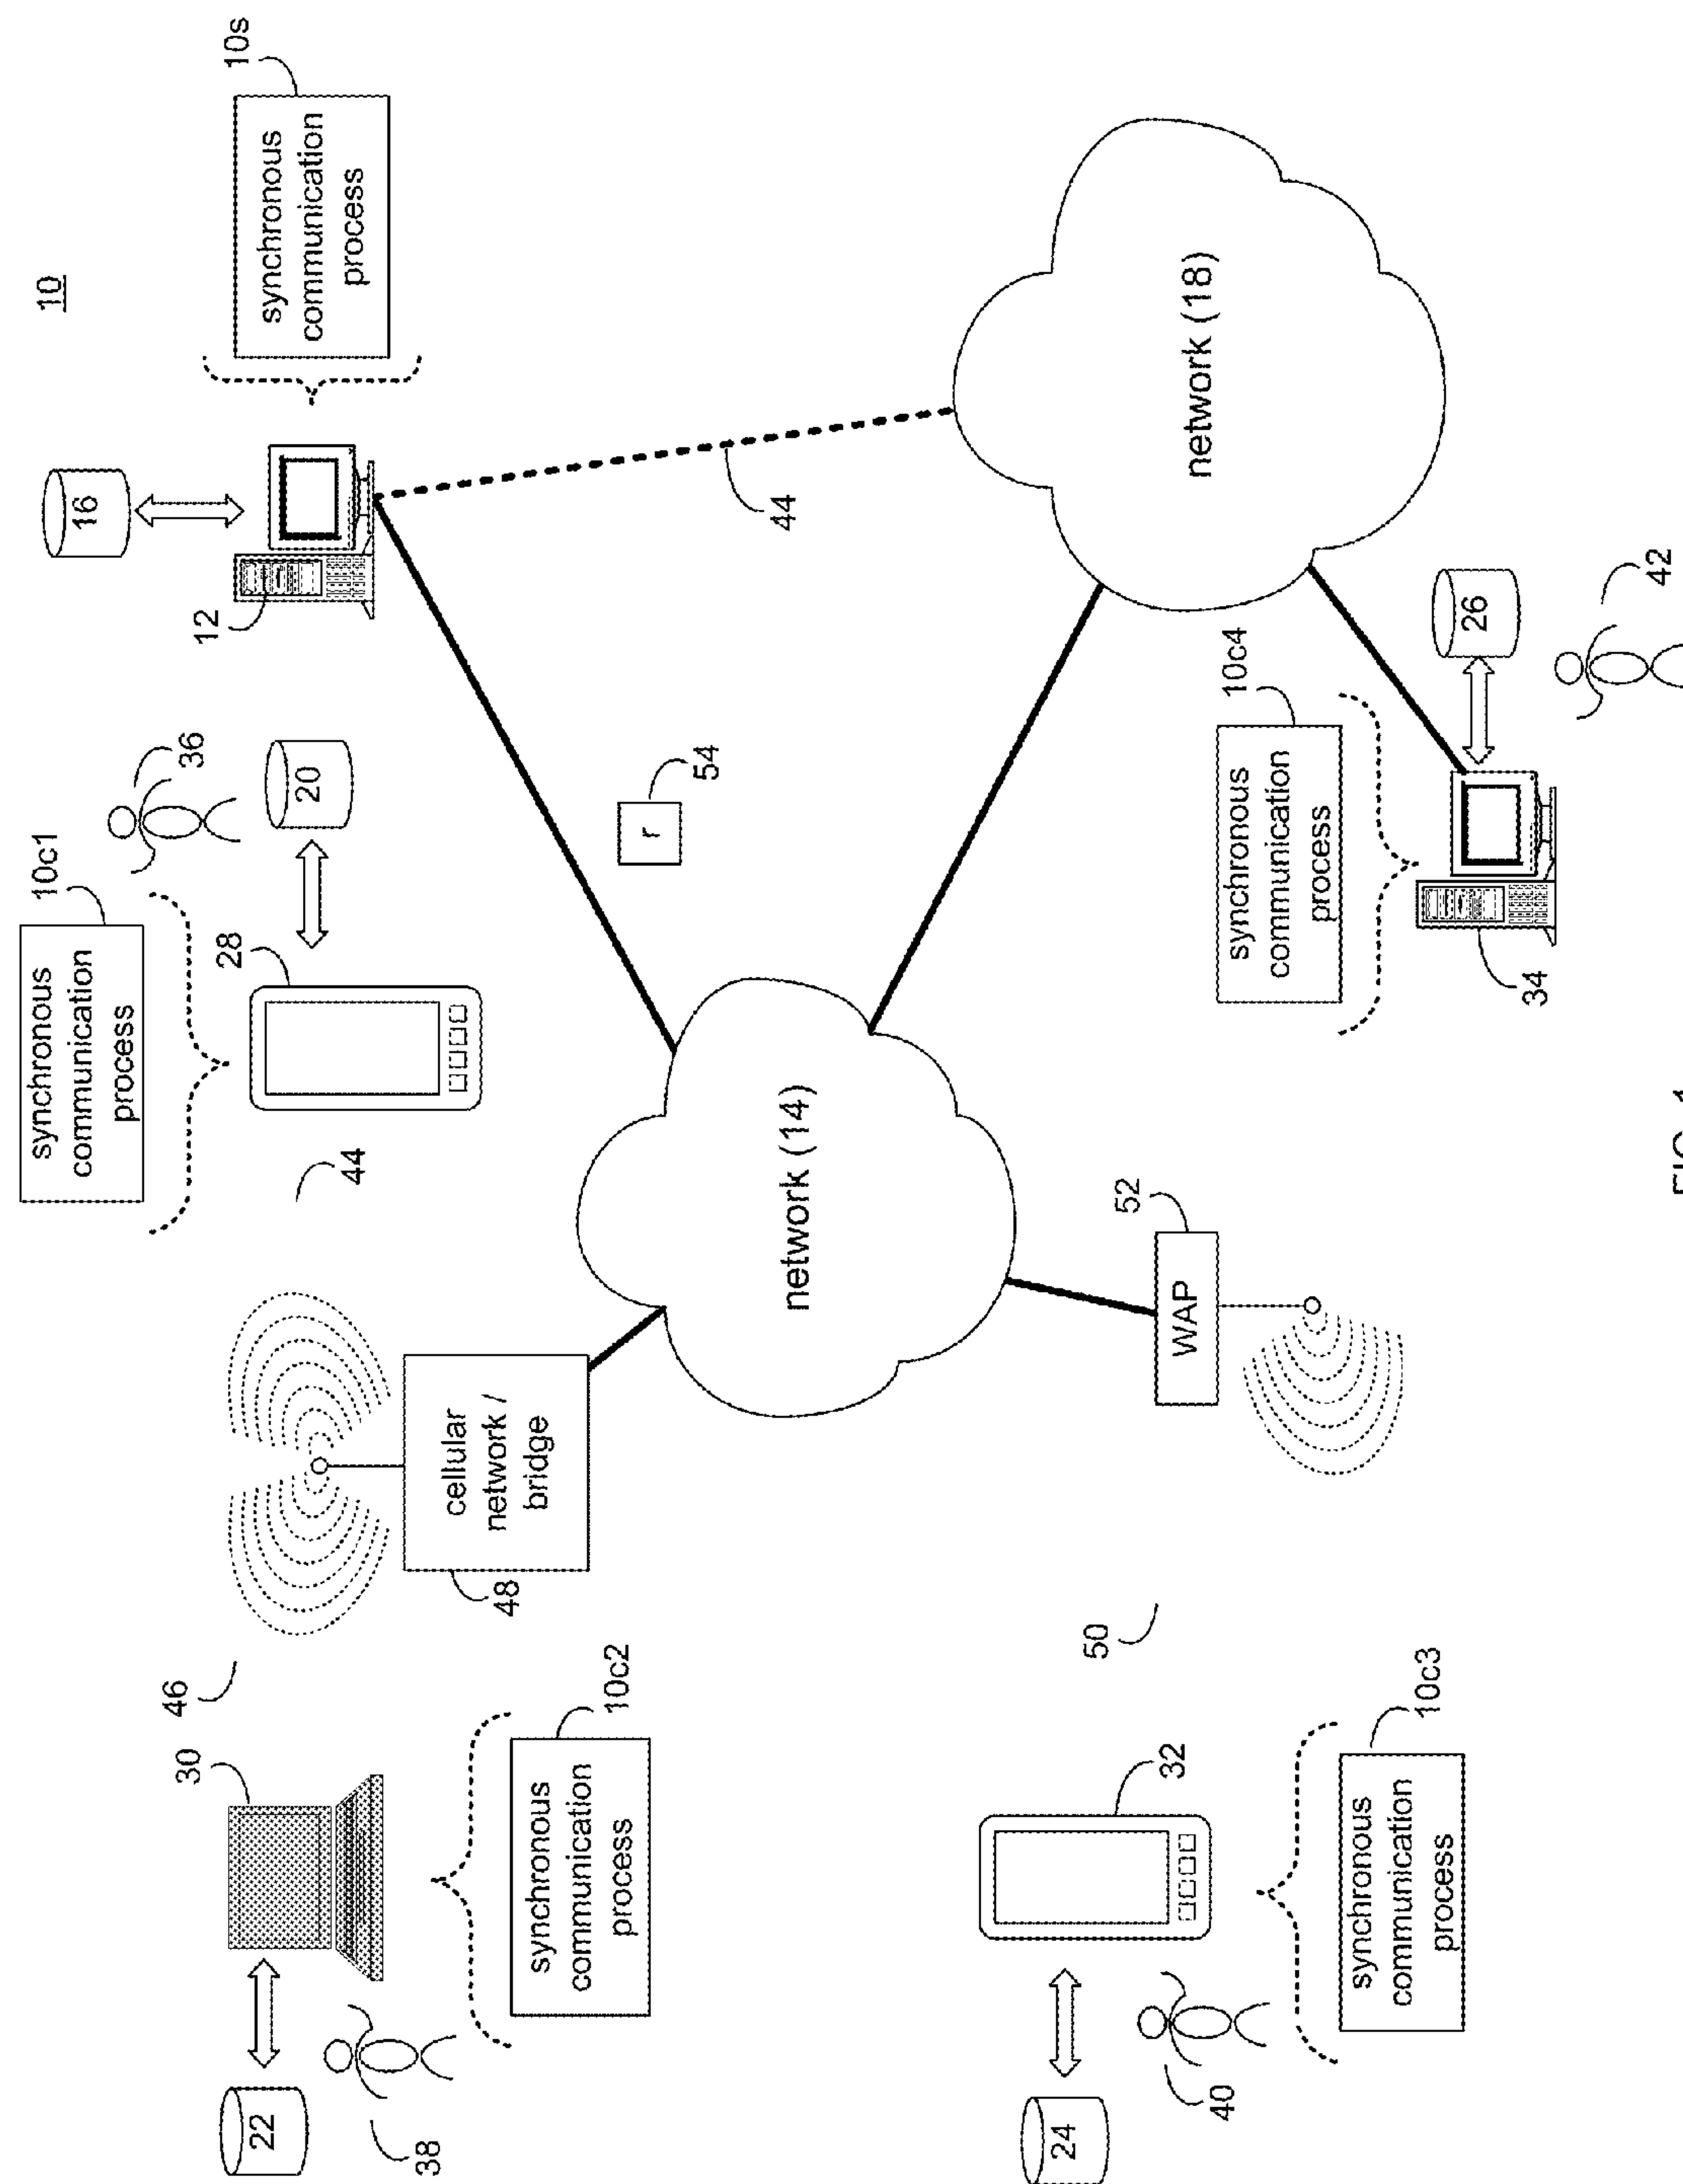 10
synchronous
communication
process
10s
16
12
synchronous
communication
process
10c1
28
20
36
44
46
cellular
network /
bridge
48
30
22
38
synchronous
communication
process
10c2
r
54
44
network (14)
network (18)
WAP
52
50
32
24
40
synchronous
communication
process
10c3
synchronous
communication
process
10c4
34
26
42